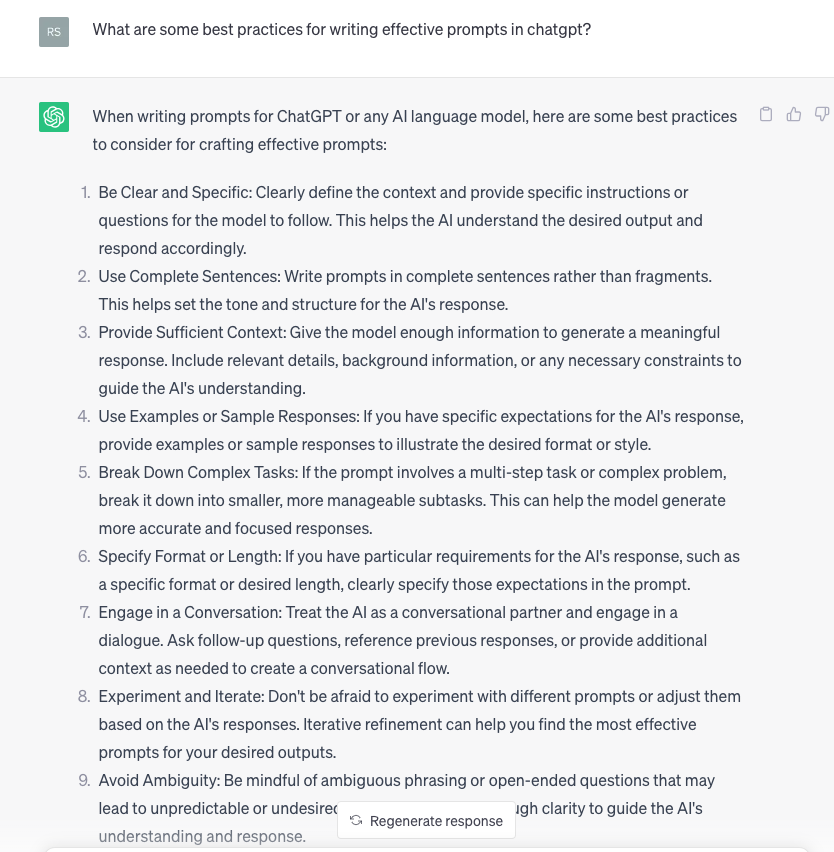 RS
What are some best practices for writing effective prompts in chatgpt?
When writing prompts for ChatGPT or any AI language model, here are some best practices
to consider for crafting effective prompts:
1. Be Clear and Specific: Clearly define the context and provide specific instructions or
questions for the model to follow. This helps the AI understand the desired output and
respond accordingly.
2. Use Complete Sentences: Write prompts in complete sentences rather than fragments.
This helps set the tone and structure for the AI's response.
3. Provide Sufficient Context: Give the model enough information to generate a meaningful
response. Include relevant details, background information, or any necessary constraints to
guide the AI's understanding.
4. Use Examples or Sample Responses: If you have specific expectations for the AI's response,
provide examples or sample responses to illustrate the desired format or style.
5. Break Down Complex Tasks: If the prompt involves a multi-step task or complex problem,
break it down into smaller, more manageable subtasks. This can help the model generate
more accurate and focused responses.
6. Specify Format or Length: If you have particular requirements for the AI's response, such as
a specific format or desired length, clearly specify those expectations in the prompt.
7. Engage in a Conversation: Treat the AI as a conversational partner and engage in a
dialogue. Ask follow-up questions, reference previous responses, or provide additional
context as needed to create a conversational flow.
8. Experiment and Iterate: Don't be afraid to experiment with different prompts or adjust them
based on the AI's responses. Iterative refinement can help you find the most effective
prompts for your desired outputs.
9. Avoid Ambiguity: Be mindful of ambiguous phrasing or open-ended questions that may
lead to unpredictable or clarity to guide the AI's
Regenerate response
understanding and response.